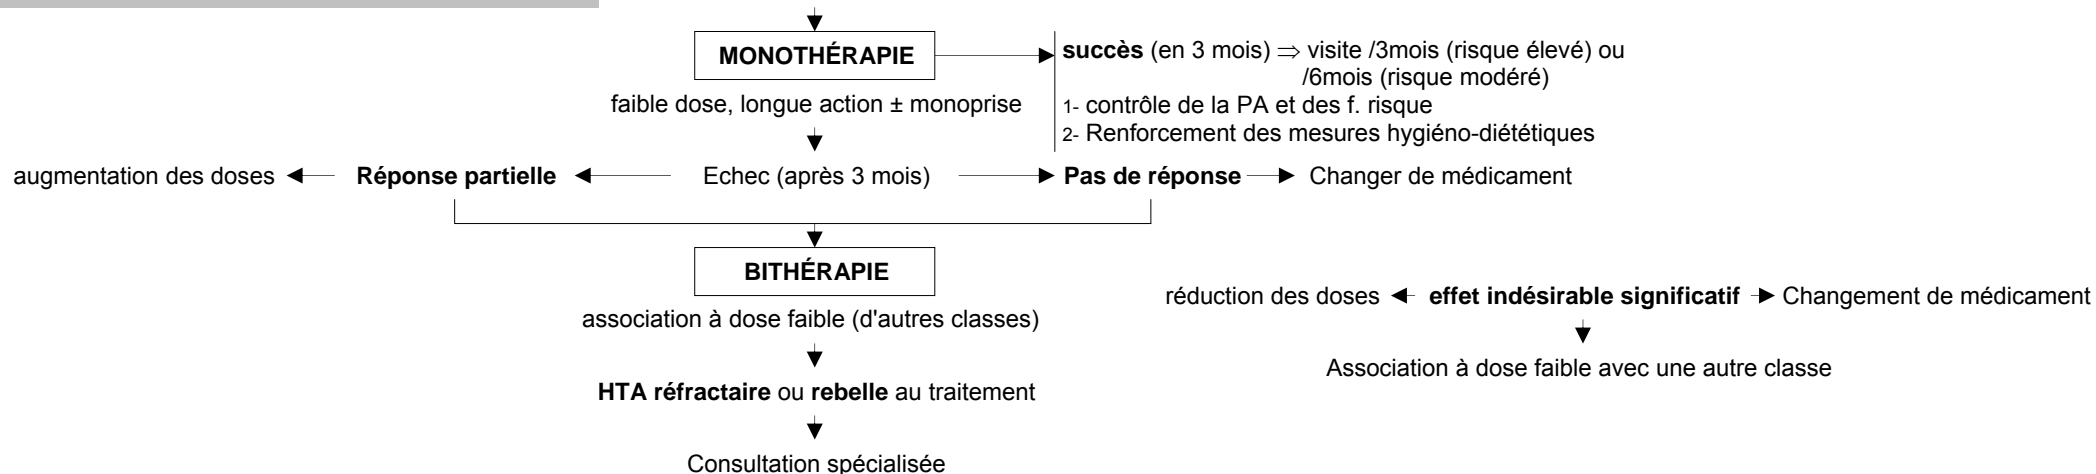 MONOTHÉRAPIE
succès (en 3 mois) ⇒ visite /3mois (risque élevé) ou
/6mois (risque modéré)
faible dose, longue action ± monoprise
1- contrôle de la PA et des f. risque
2- Renforcement des mesures hygiéno-diététiques
augmentation des doses Réponse partielle Echec (après 3 mois) Pas de réponse Changer de médicament
BITHÉRAPIE
association à dose faible (d'autres classes)
réduction des doses effet indésirable significatif Changement de médicament
Association à dose faible avec une autre classe
HTA réfractaire ou rebelle au traitement
Consultation spécialisée